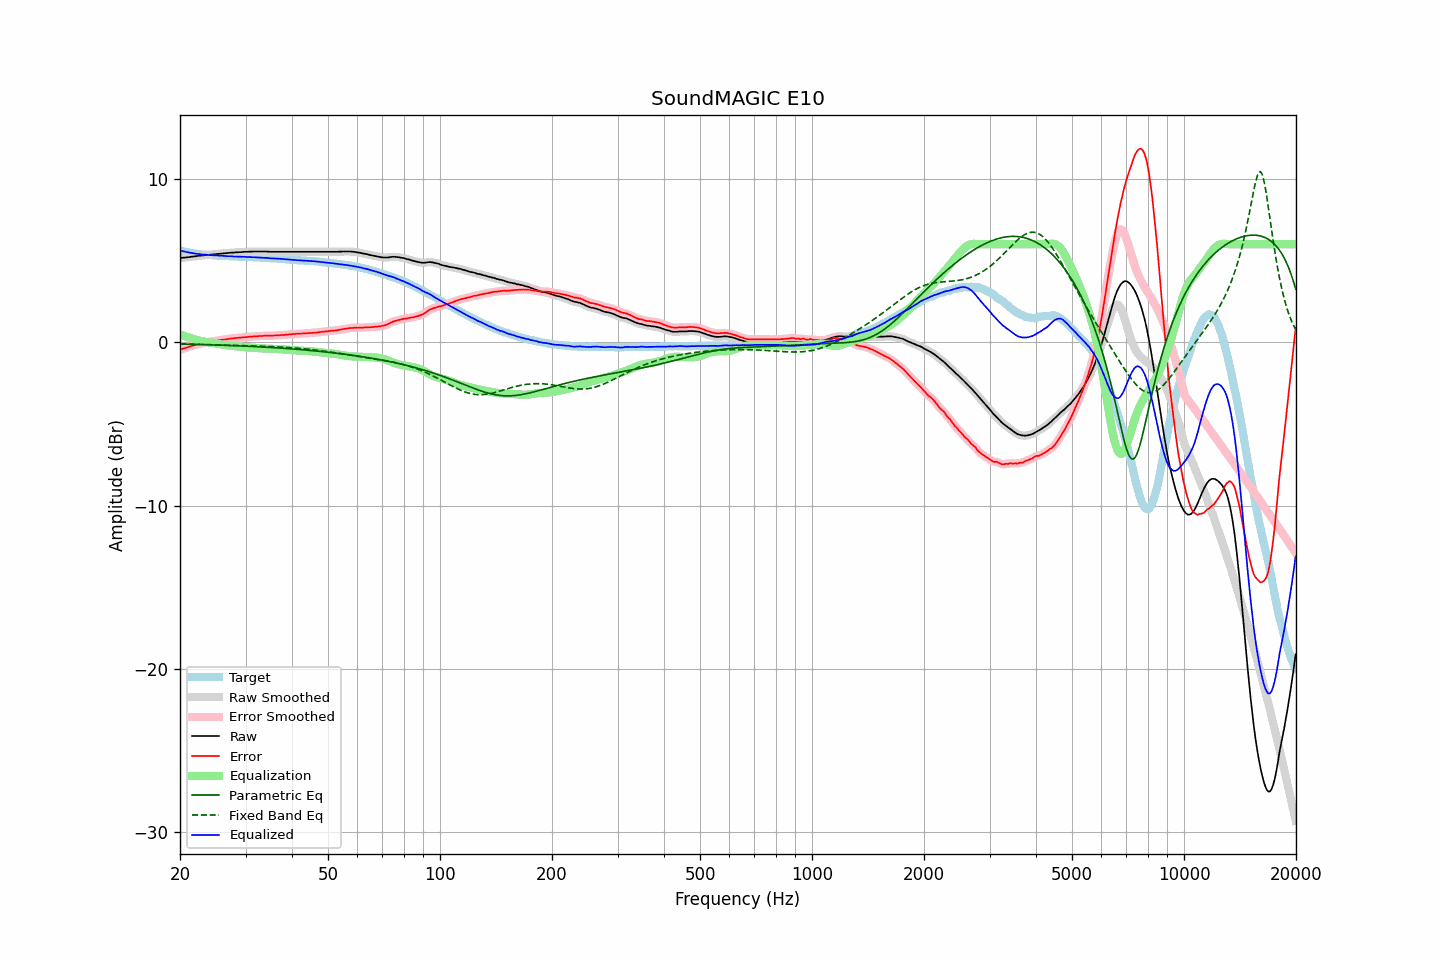 SoundMAGIC E10
Amplitude (dBr)
10
0
−10
−20
−30
Target
Raw Smoothed
Error Smoothed
Raw
Error
Equalization
Parametric Eq
Fixed Band Eq
Equalized
20 50 100 200 500 1000 2000 5000 10000 20000
Frequency (Hz)